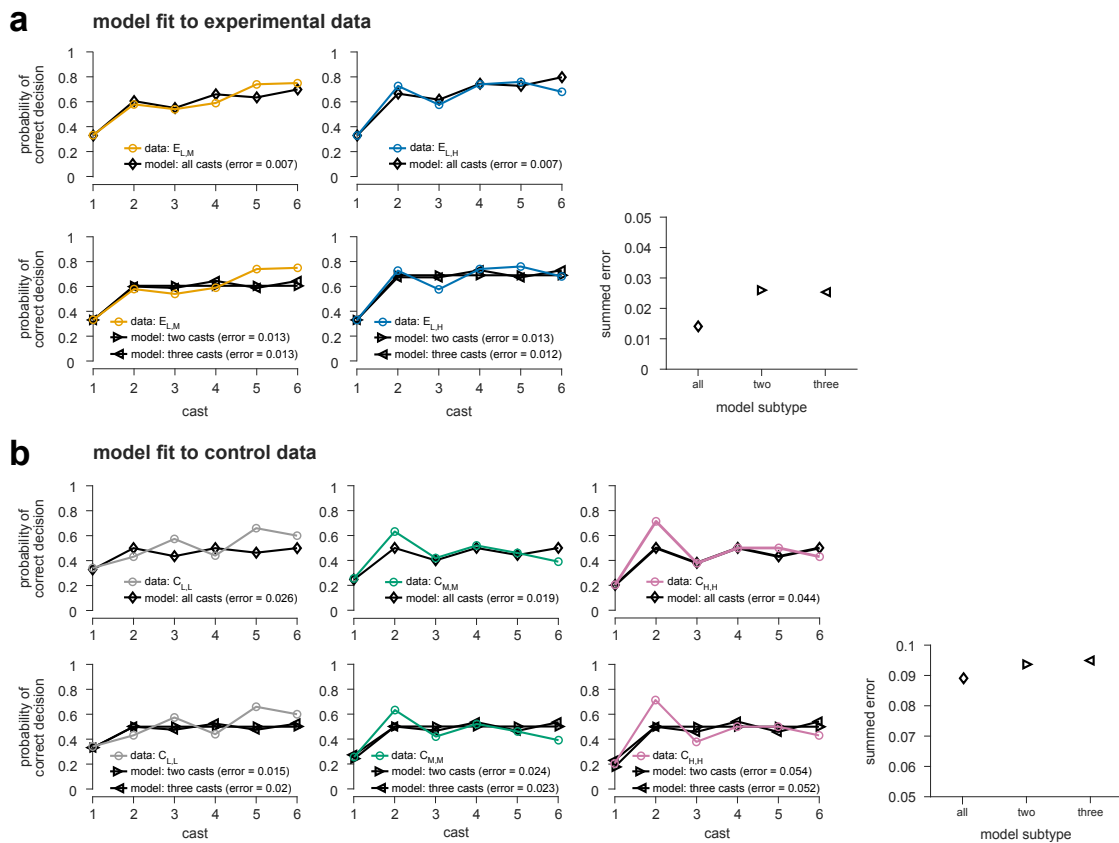 a
model fit to experimental data
probability of
correct decision
1
0.8
0.6
0.4
0.2
0
data: E_L,M
model: all casts (error = 0.007)
1 2 3 4 5 6
1
0.8
0.6
0.4
0.2
0
data: E_L,H
model: all casts (error = 0.007)
1 2 3 4 5 6
probability of
correct decision
1
0.8
0.6
0.4
0.2
0
data: E_L,M
model: two casts (error = 0.013)
model: three casts (error = 0.013)
1 2 3 4 5 6
cast
1
0.8
0.6
0.4
0.2
0
data: E_L,H
model: two casts (error = 0.013)
model: three casts (error = 0.012)
1 2 3 4 5 6
cast
summed error
0.05
0.04
0.03
0.02
0.01
0
all two three
model subtype
b
model fit to control data
probability of
correct decision
1
0.8
0.6
0.4
0.2
0
data: C_L,L
model: all casts (error = 0.026)
1 2 3 4 5 6
1
0.8
0.6
0.4
0.2
0
data: C_M,M
model: all casts (error = 0.019)
1 2 3 4 5 6
1
0.8
0.6
0.4
0.2
0
data: C_H,H
model: all casts (error = 0.044)
1 2 3 4 5 6
probability of
correct decision
1
0.8
0.6
0.4
0.2
0
data: C_L,L
model: two casts (error = 0.015)
model: three casts (error = 0.02)
1 2 3 4 5 6
cast
1
0.8
0.6
0.4
0.2
0
data: C_M,M
model: two casts (error = 0.024)
model: three casts (error = 0.023)
1 2 3 4 5 6
cast
1
0.8
0.6
0.4
0.2
0
data: C_H,H
model: two casts (error = 0.054)
model: three casts (error = 0.052)
1 2 3 4 5 6
cast
summed error
0.1
0.09
0.08
0.07
0.06
0.05
all two three
model subtype